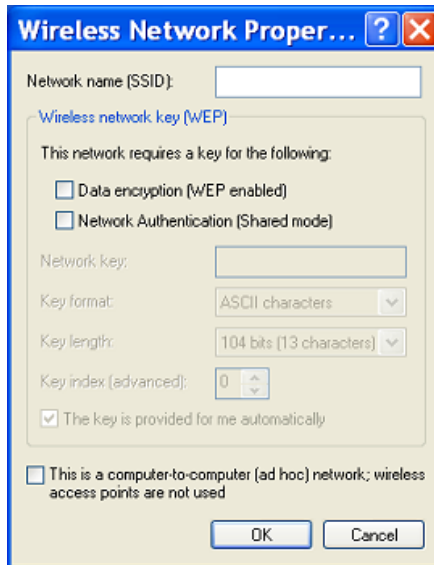 Wireless Network Proper... ?
Network name (SSID):
Wireless network key (WEP)
This network requires a key for the following:
Data encryption (WEP enabled)
Network Authentication (Shared mode)
Network key:
Key format: ASCII characters
Key length: 104 bits (13 characters)
Key index (advanced): 0
The key is provided for me automatically
This is a computer-to-computer (ad hoc) network; wireless
access points are not used
OK Cancel